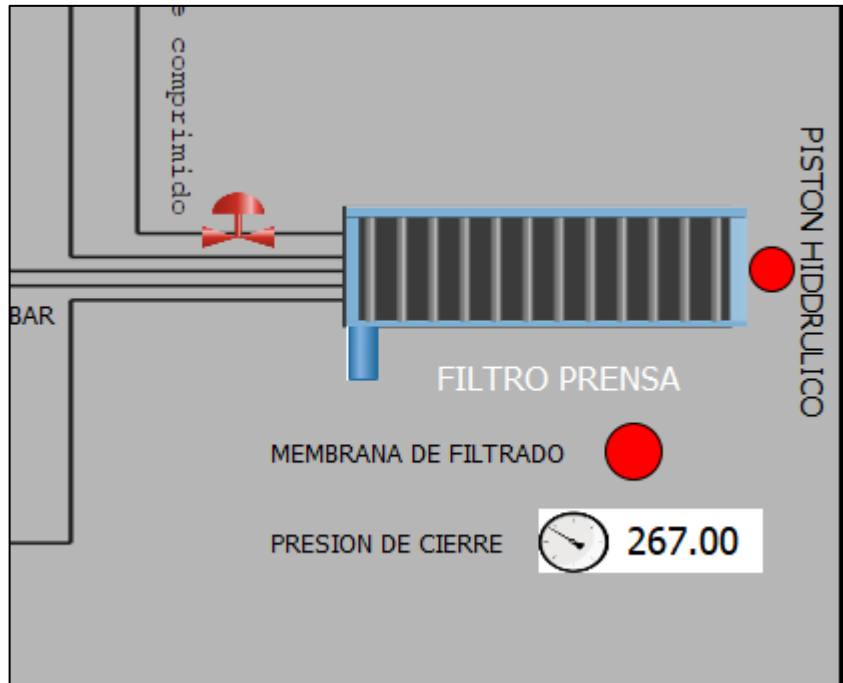 e comprimido
PISTON HIDDRULICO
BAR
FILTRO PRENSA
MEMBRANA DE FILTRADO
PRESION DE CIERRE
267.00